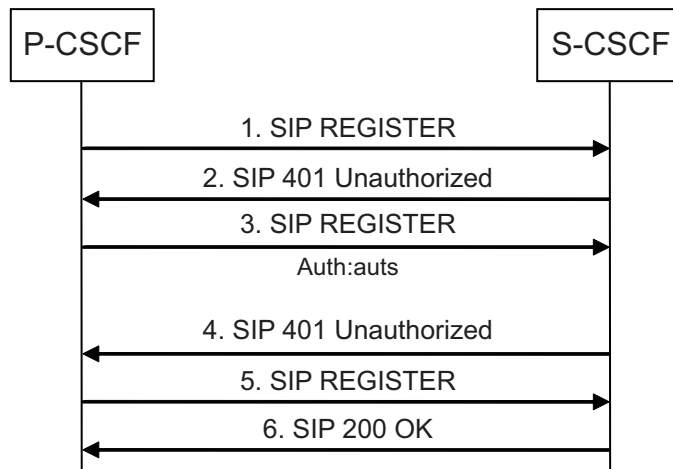 P-CSCF
S-CSCF
1. SIP REGISTER
2. SIP 401 Unauthorized
3. SIP REGISTER
Auth:auts
4. SIP 401 Unauthorized
5. SIP REGISTER
6. SIP 200 OK